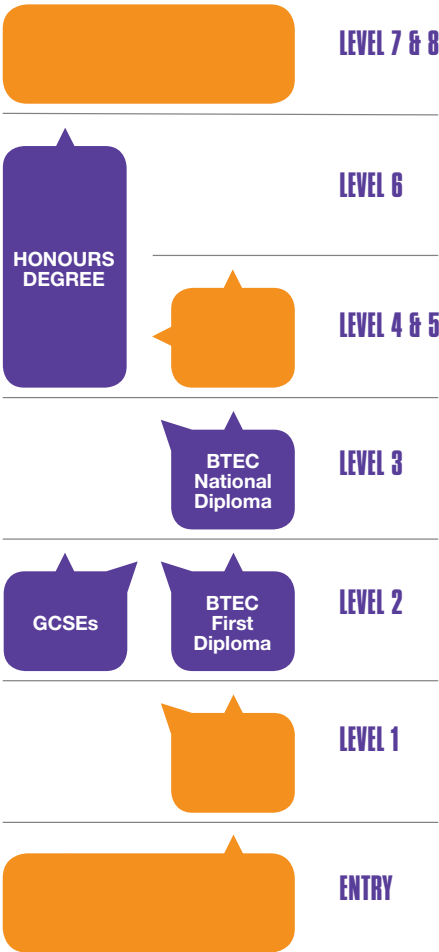 LEVEL 7 & 8
LEVEL 6
HONOURS
DEGREE
LEVEL 4 & 5
BTEC
National
Diploma
LEVEL 3
GCSEs
BTEC
First
Diploma
LEVEL 2
LEVEL 1
ENTRY